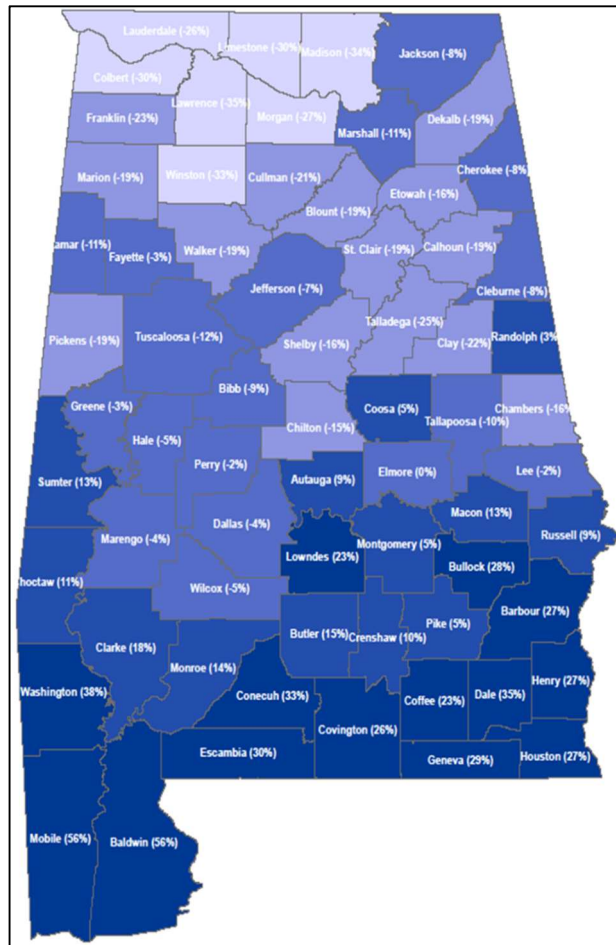 Lauderdale (-26%)
Limestone (-30%)
Madison (-34%)
Jackson (-8%)
Colbert (-30%)
Lawrence (-35%)
Franklin (-23%)
Morgan (-27%)
Marshall (-11%)
Dekalb (-19%)
Marion (-19%)
Winston (-33%)
Cullman (-21%)
Cherokee (-8%)
Etowah (-16%)
Blount (-19%)
amar (-11%)
Fayette (-3%)
Walker (-19%)
St. Clair (-19%)
Calhoun (-19%)
Jefferson (-7%)
Cleburne (-8%)
Talladega (-25%)
Pickens (-19%)
Tuscaloosa (-12%)
Shelby (-16%)
Clay (-22%)
Randolph (3%)
Bibb (-9%)
Greene (-3%)
Coosa (5%)
Chambers (-16%)
Tallapoosa (-10%)
Hale (-5%)
Chilton (-15%)
Perry (-2%)
Elmore (0%)
Lee (-2%)
Sumter (13%)
Autauga (9%)
Dallas (-4%)
Macon (13%)
Marengo (-4%)
Lowndes (23%)
Montgomery (5%)
Russell (9%)
Bullock (28%)
hoctaw (11%)
Wilcox (-5%)
Barbour (27%)
Clarke (18%)
Butler (15%)
Crenshaw (10%)
Pike (5%)
Monroe (14%)
Washington (38%)
Conecuh (33%)
Coffee (23%)
Dale (35%)
Henry (27%)
Covington (26%)
Escambia (30%)
Geneva (29%)
Houston (27%)
Mobile (56%)
Baldwin (56%)